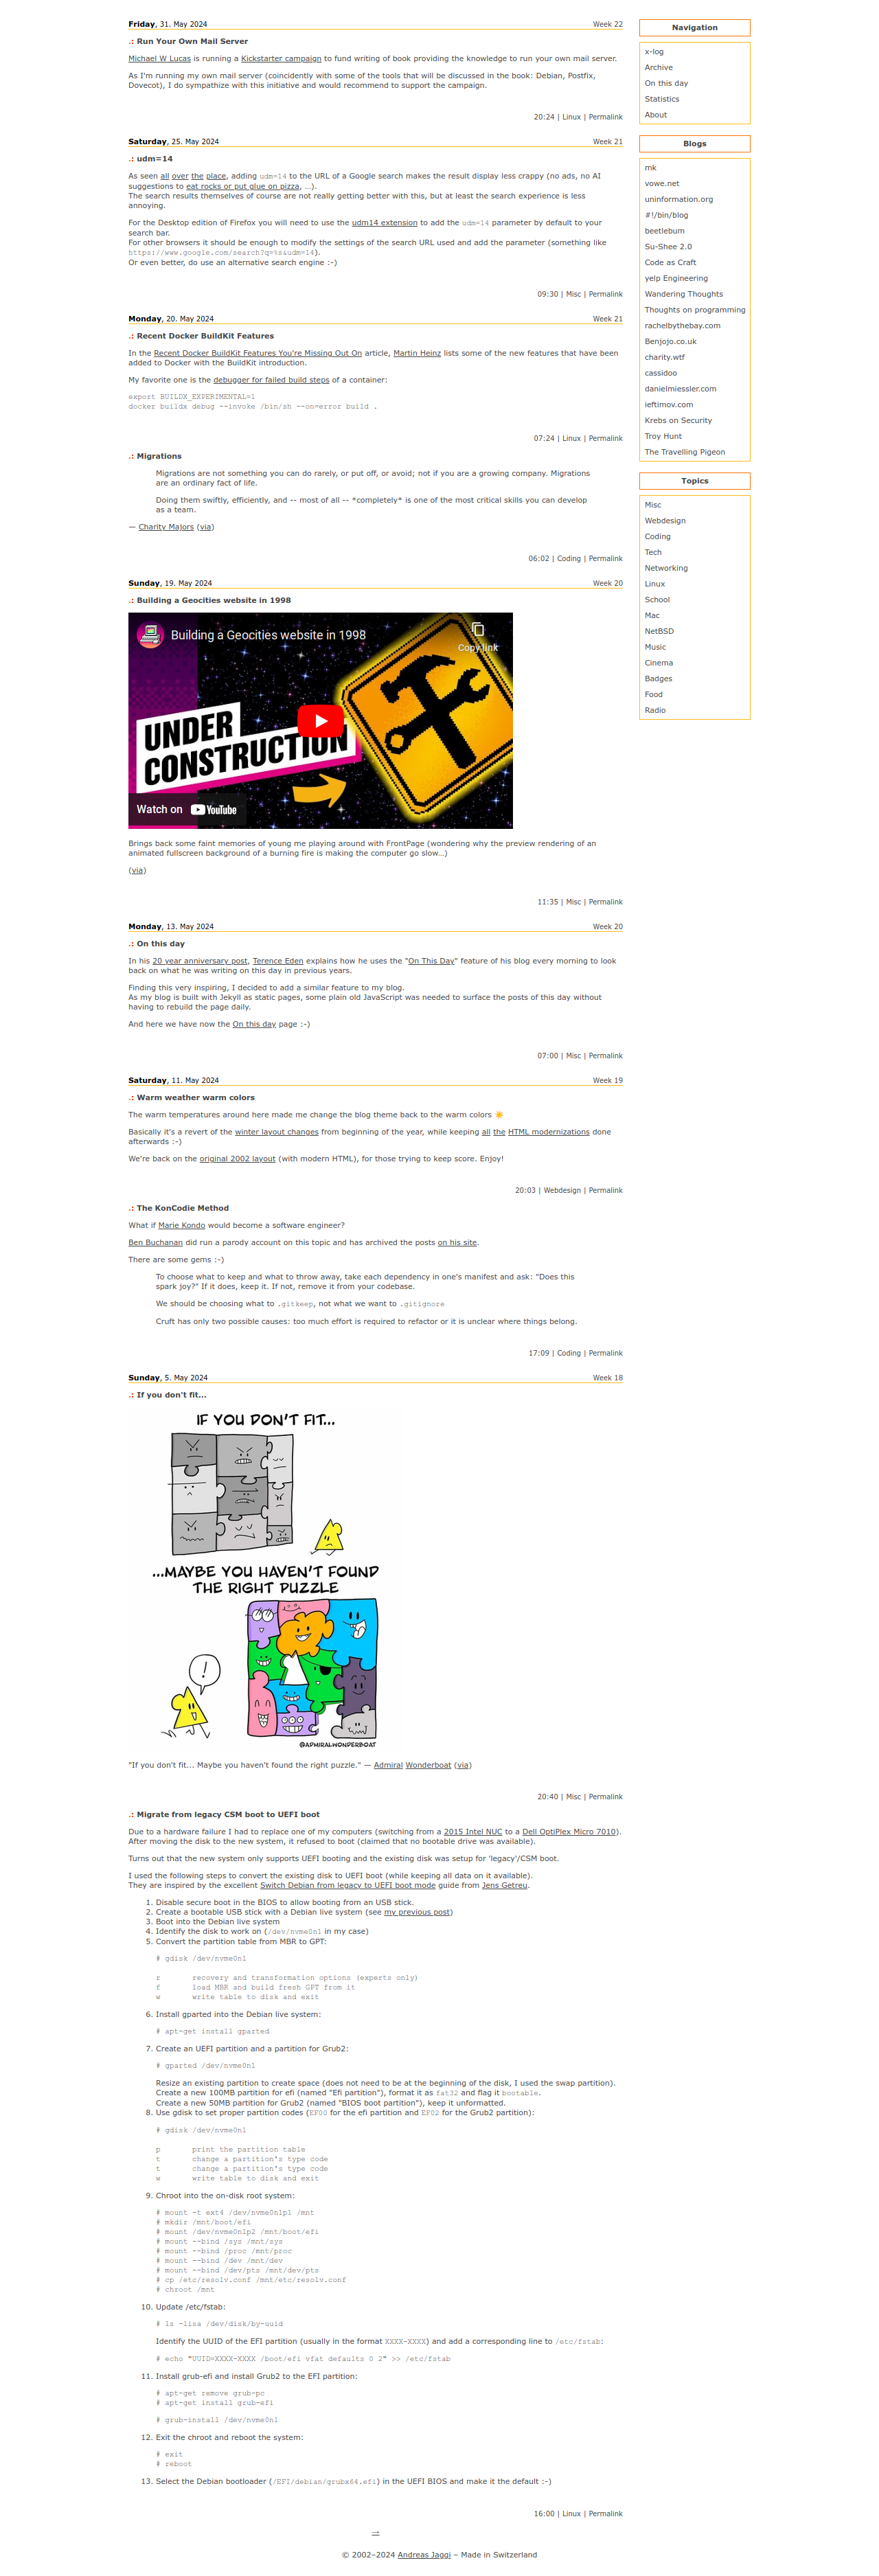 Friday, 31. May 2024 Week 22
.: Run Your Own Mail Server
Michael W Lucas is running a Kickstarter campaign to fund writing of book providing the knowledge to run your own mail server.
As I'm running my own mail server (coincidently with some of the tools that will be discussed in the book: Debian, Postfix,
Dovecot), I do sympathize with this initiative and would recommend to support the campaign.
20:24 | Linux | Permalink
Saturday, 25. May 2024 Week 21
.: udm=14
As seen all over the place, adding udm=14 to the URL of a Google search makes the result display less crappy (no ads, no AI
suggestions to eat rocks or put glue on pizza, …).
The search results themselves of course are not really getting better with this, but at least the search experience is less
annoying.
For the Desktop edition of Firefox you will need to use the udm14 extension to add the udm=14 parameter by default to your
search bar.
For other browsers it should be enough to modify the settings of the search URL used and add the parameter (something like
https://www.google.com/search?q=%s&udm=14).
Or even better, do use an alternative search engine :-)
09:30 | Misc | Permalink
Monday, 20. May 2024 Week 21
.: Recent Docker BuildKit Features
In the Recent Docker BuildKit Features You're Missing Out On article, Martin Heinz lists some of the new features that have been
added to Docker with the BuildKit introduction.
My favorite one is the debugger for failed build steps of a container:
export BUILDX_EXPERIMENTAL=1
docker buildx debug --invoke /bin/sh --on=error build .
07:24 | Linux | Permalink
.: Migrations
Migrations are not something you can do rarely, or put off, or avoid; not if you are a growing company. Migrations
are an ordinary fact of life.
Doing them swiftly, efficiently, and -- most of all -- *completely* is one of the most critical skills you can develop
as a team.
— Charity Majors (via)
06:02 | Coding | Permalink
Sunday, 19. May 2024 Week 20
.: Building a Geocities website in 1998
Building a Geocities website in 1998
Copy link
UNDER
CONSTRUCTION
Watch on YouTube
Brings back some faint memories of young me playing around with FrontPage (wondering why the preview rendering of an
animated fullscreen background of a burning fire is making the computer go slow…)
(via)
11:35 | Misc | Permalink
Monday, 13. May 2024 Week 20
.: On this day
In his 20 year anniversary post, Terence Eden explains how he uses the "On This Day" feature of his blog every morning to look
back on what he was writing on this day in previous years.
Finding this very inspiring, I decided to add a similar feature to my blog.
As my blog is built with Jekyll as static pages, some plain old JavaScript was needed to surface the posts of this day without
having to rebuild the page daily.
And here we have now the On this day page :-)
07:00 | Misc | Permalink
Saturday, 11. May 2024 Week 19
.: Warm weather warm colors
The warm temperatures around here made me change the blog theme back to the warm colors ☀️
Basically it's a revert of the winter layout changes from beginning of the year, while keeping all the HTML modernizations done
afterwards :-)
We're back on the original 2002 layout (with modern HTML), for those trying to keep score. Enjoy!
20:03 | Webdesign | Permalink
.: The KonCodie Method
What if Marie Kondo would become a software engineer?
Ben Buchanan did run a parody account on this topic and has archived the posts on his site.
There are some gems :-)
To choose what to keep and what to throw away, take each dependency in one's manifest and ask: "Does this
spark joy?" If it does, keep it. If not, remove it from your codebase.
We should be choosing what to .gitkeep, not what we want to .gitignore
Cruft has only two possible causes: too much effort is required to refactor or it is unclear where things belong.
17:09 | Coding | Permalink
Sunday, 5. May 2024 Week 18
.: If you don't fit...
IF YOU DON'T FIT...
...MAYBE YOU HAVEN'T FOUND
THE RIGHT PUZZLE
!
@ADMIRALWONDERBOAT
"If you don't fit... Maybe you haven't found the right puzzle." — Admiral Wonderboat (via)
20:40 | Misc | Permalink
.: Migrate from legacy CSM boot to UEFI boot
Due to a hardware failure I had to replace one of my computers (switching from a 2015 Intel NUC to a Dell OptiPlex Micro 7010).
After moving the disk to the new system, it refused to boot (claimed that no bootable drive was available).
Turns out that the new system only supports UEFI booting and the existing disk was setup for 'legacy'/CSM boot.
I used the following steps to convert the existing disk to UEFI boot (while keeping all data on it available).
They are inspired by the excellent Switch Debian from legacy to UEFI boot mode guide from Jens Getreu.
1. Disable secure boot in the BIOS to allow booting from an USB stick.
2. Create a bootable USB stick with a Debian live system (see my previous post)
3. Boot into the Debian live system
4. Identify the disk to work on (/dev/nvme0n1 in my case)
5. Convert the partition table from MBR to GPT:
# gdisk /dev/nvme0n1
r recovery and transformation options (experts only)
f load MBR and build fresh GPT from it
w write table to disk and exit
6. Install gparted into the Debian live system:
# apt-get install gparted
7. Create an UEFI partition and a partition for Grub2:
# gparted /dev/nvme0n1
Resize an existing partition to create space (does not need to be at the beginning of the disk, I used the swap partition).
Create a new 100MB partition for efi (named "Efi partition"), format it as fat32 and flag it bootable.
Create a new 50MB partition for Grub2 (named "BIOS boot partition"), keep it unformatted.
8. Use gdisk to set proper partition codes (EF00 for the efi partition and EF02 for the Grub2 partition):
# gdisk /dev/nvme0n1
p print the partition table
t change a partition's type code
t change a partition's type code
w write table to disk and exit
9. Chroot into the on-disk root system:
# mount -t ext4 /dev/nvme0n1p1 /mnt
# mkdir /mnt/boot/efi
# mount /dev/nvme0n1p2 /mnt/boot/efi
# mount --bind /sys /mnt/sys
# mount --bind /proc /mnt/proc
# mount --bind /dev /mnt/dev
# mount --bind /dev/pts /mnt/dev/pts
# cp /etc/resolv.conf /mnt/etc/resolv.conf
# chroot /mnt
10. Update /etc/fstab:
# ls -lisa /dev/disk/by-uuid
Identify the UUID of the EFI partition (usually in the format XXXX-XXXX) and add a corresponding line to /etc/fstab:
# echo "UUID=XXXX-XXXX /boot/efi vfat defaults 0 2" >> /etc/fstab
11. Install grub-efi and install Grub2 to the EFI partition:
# apt-get remove grub-pc
# apt-get install grub-efi
# grub-install /dev/nvme0n1
12. Exit the chroot and reboot the system:
# exit
# reboot
13. Select the Debian bootloader (/EFI/debian/grubx64.efi) in the UEFI BIOS and make it the default :-)
16:00 | Linux | Permalink
→
© 2002–2024 Andreas Jaggi – Made in Switzerland
Navigation
x-log
Archive
On this day
Statistics
About
Blogs
mk
vowe.net
uninformation.org
#!/bin/blog
beetlebum
Su-Shee 2.0
Code as Craft
yelp Engineering
Wandering Thoughts
Thoughts on programming
rachelbythebay.com
Benjojo.co.uk
charity.wtf
cassidoo
danielmiessler.com
ieftimov.com
Krebs on Security
Troy Hunt
The Travelling Pigeon
Topics
Misc
Webdesign
Coding
Tech
Networking
Linux
School
Mac
NetBSD
Music
Cinema
Badges
Food
Radio